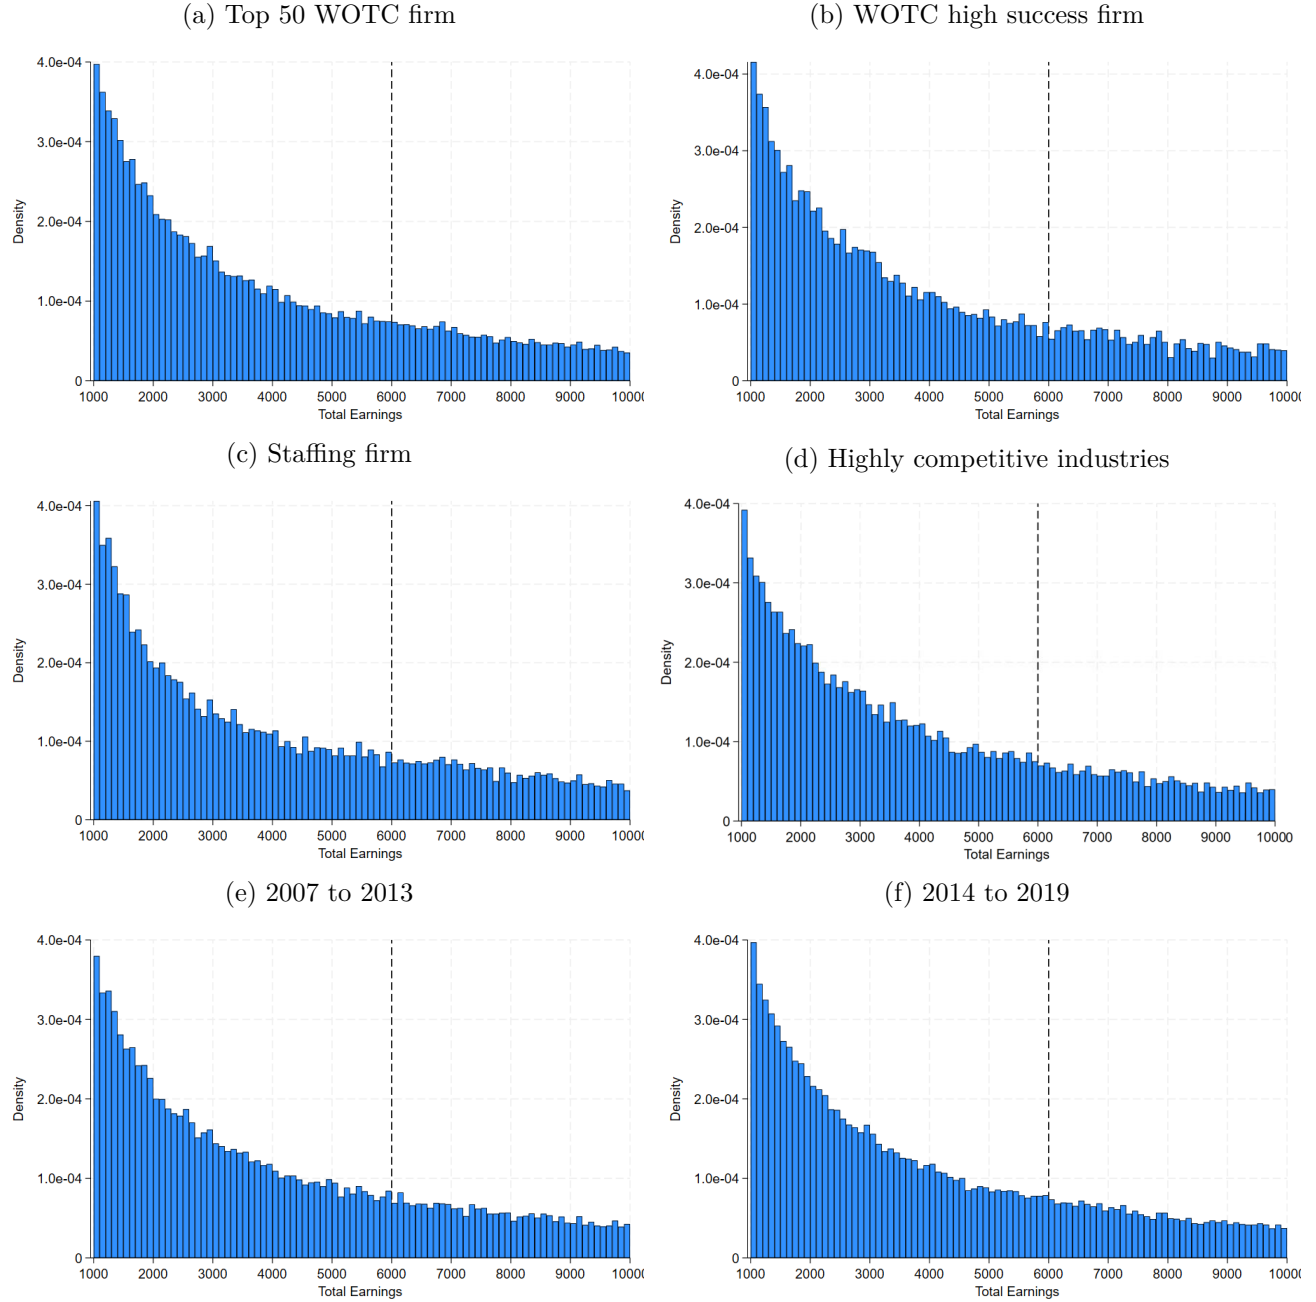 (a) Top 50 WOTC firm
4.0e-04
3.0e-04
2.0e-04
1.0e-04
0
Density
1000 2000 3000 4000 5000 6000 7000 8000 9000 10000
Total Earnings
(b) WOTC high success firm
4.0e-04
3.0e-04
2.0e-04
1.0e-04
0
Density
1000 2000 3000 4000 5000 6000 7000 8000 9000 10000
Total Earnings
(c) Staffing firm
4.0e-04
3.0e-04
2.0e-04
1.0e-04
0
Density
1000 2000 3000 4000 5000 6000 7000 8000 9000 10000
Total Earnings
(d) Highly competitive industries
4.0e-04
3.0e-04
2.0e-04
1.0e-04
0
Density
1000 2000 3000 4000 5000 6000 7000 8000 9000 10000
Total Earnings
(e) 2007 to 2013
4.0e-04
3.0e-04
2.0e-04
1.0e-04
0
Density
1000 2000 3000 4000 5000 6000 7000 8000 9000 10000
Total Earnings
(f) 2014 to 2019
4.0e-04
3.0e-04
2.0e-04
1.0e-04
0
Density
1000 2000 3000 4000 5000 6000 7000 8000 9000 10000
Total Earnings